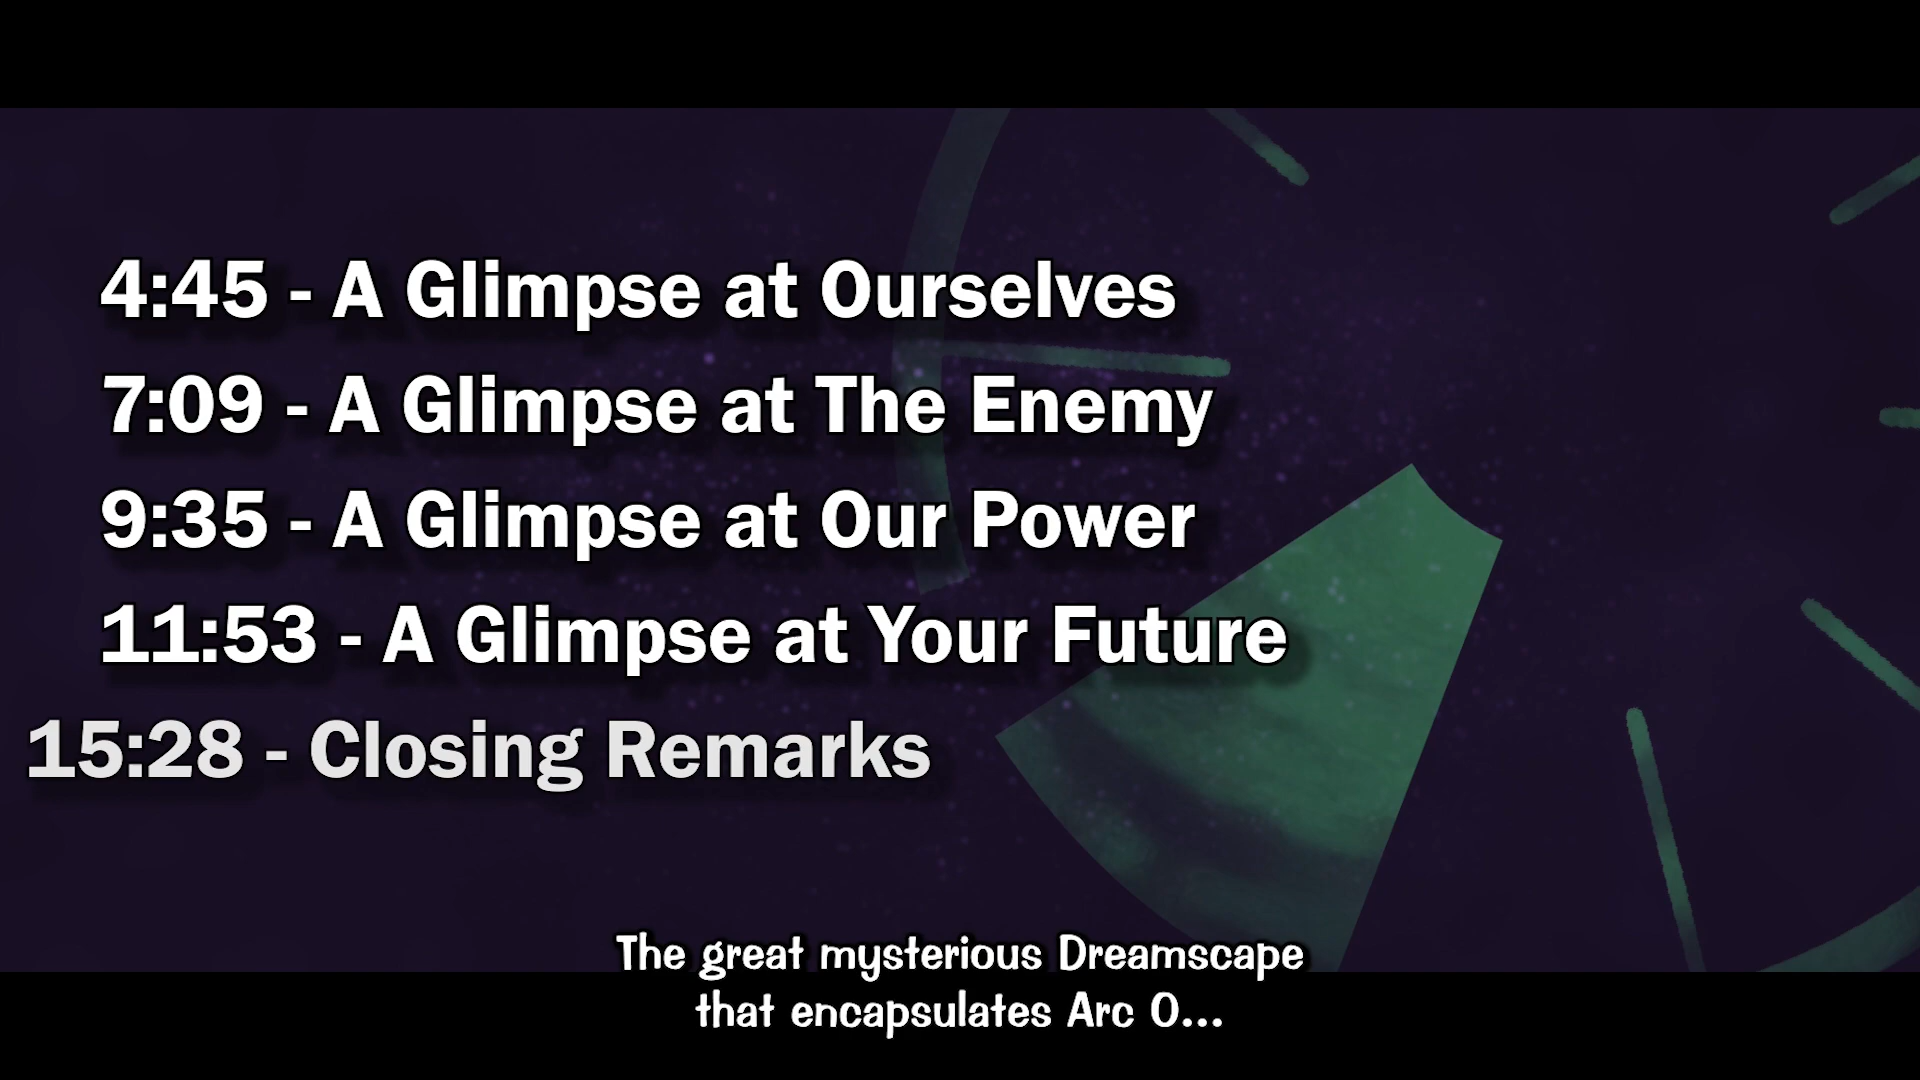 4:45 - A Glimpse at Ourselves
7:09 - A Glimpse at The Enemy
9:35 - A Glimpse at Our Power
11:53 - A Glimpse at Your Future
15:28 - Closing Remarks
The great mysterious Dreamscape
that encapsulates Arc 0...